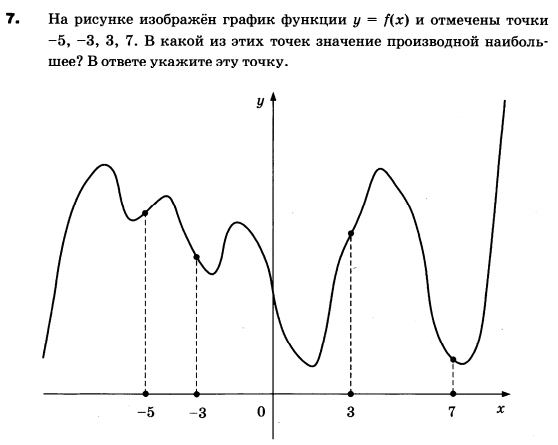 7. На рисунке изображён график функции y = f(x) и отмечены точки
–5, –3, 3, 7. В какой из этих точек значение производной наиболь-
шее? В ответе укажите эту точку.
y
–5 –3 0 3 7 x